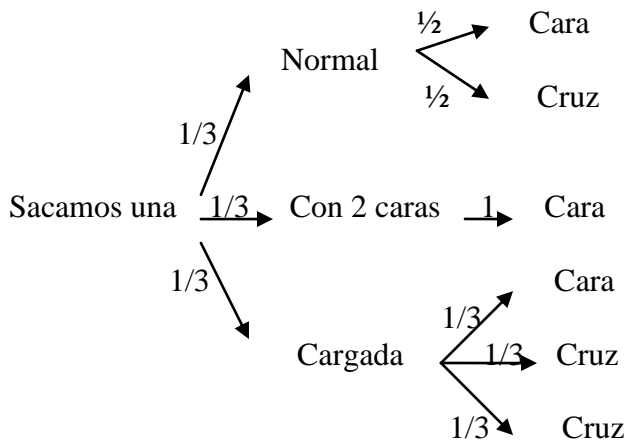 ½ Cara
Normal
½ Cruz
1/3
Sacamos una 1/3 Con 2 caras 1 Cara
1/3 Cara
1/3
Cargada 1/3 Cruz
1/3 Cruz